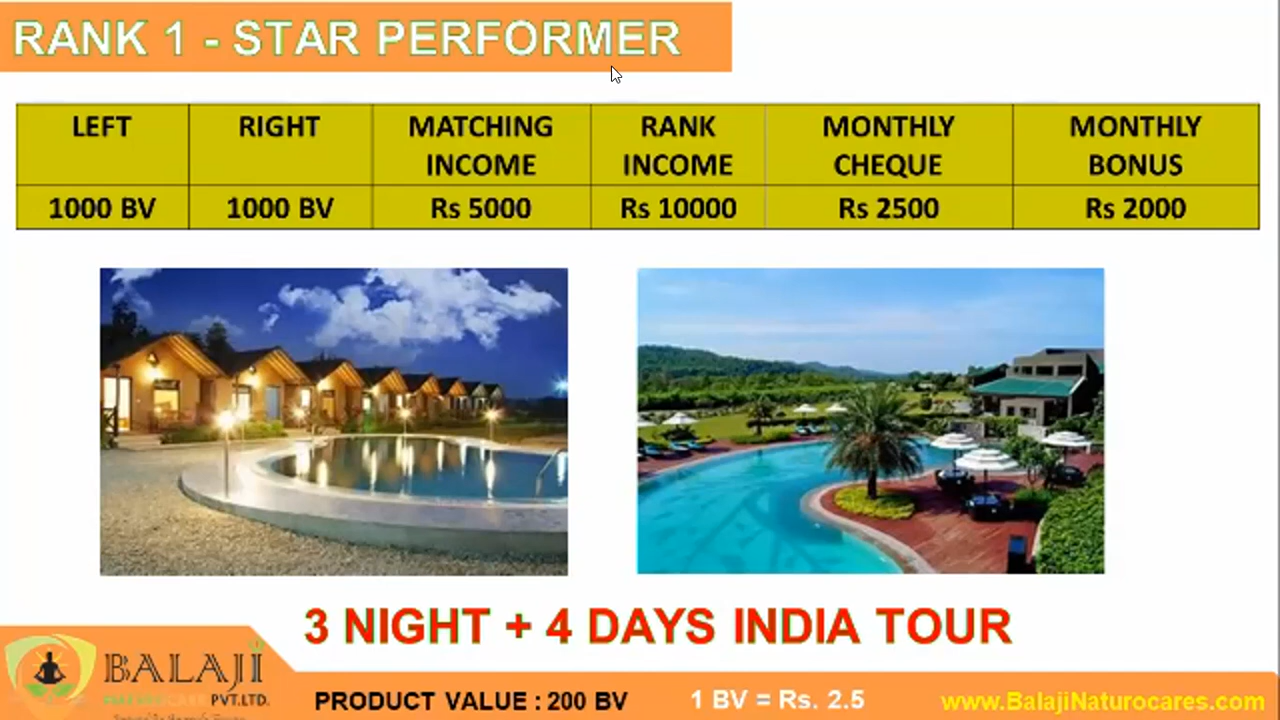 RANK 1 - STAR PERFORMER
LEFT RIGHT MATCHING INCOME RANK INCOME MONTHLY CHEQUE MONTHLY BONUS
1000 BV 1000 BV Rs 5000 Rs 10000 Rs 2500 Rs 2000
3 NIGHT + 4 DAYS INDIA TOUR
BALAJI
PVT.LTD.
PRODUCT VALUE : 200 BV 1 BV = Rs. 2.5 www.BalajiNaturocares.com